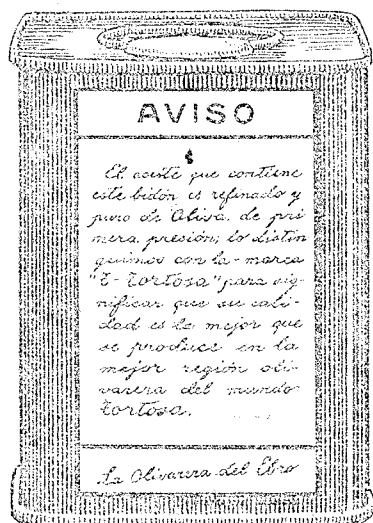 AVISO
El aceite que contiene
este bidón es refinado y
puro de Oliva de pri
mera presión; lo distin
guimos con la marca
"E-Tortosa" para sig-
nificar que su cali-
dad es la mejor que
se produce en la
mejor región oli-
varera del mundo
Tortosa.
La Olivarera del Ebro